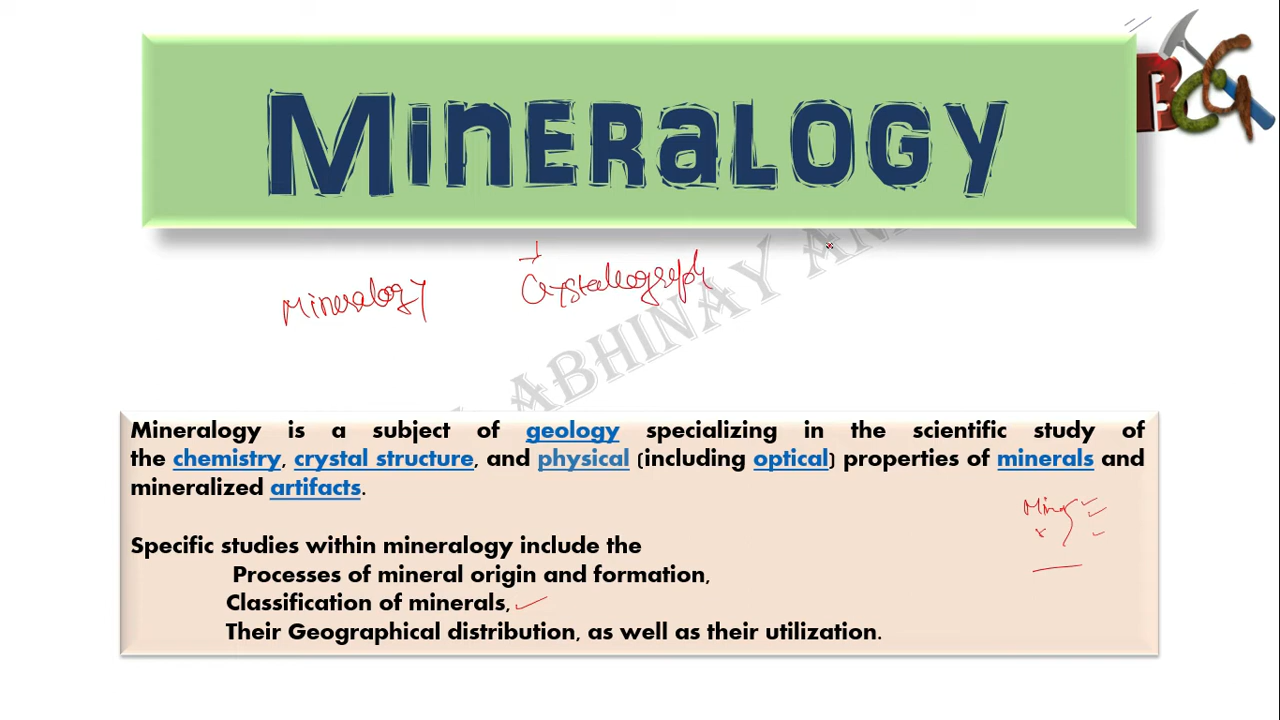 MINERALOGY
BCG
Mineralogy Crystallography
ABHINAY
Mineralogy is a subject of geology specializing in the scientific study of
the chemistry, crystal structure, and physical (including optical) properties of minerals and
mineralized artifacts.
Specific studies within mineralogy include the
Processes of mineral origin and formation,
Classification of minerals,
Their Geographical distribution, as well as their utilization.